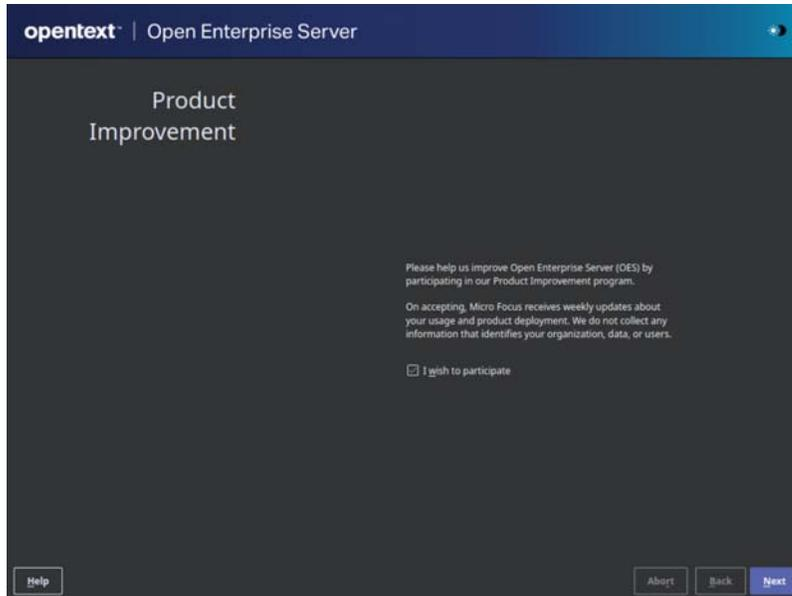 opentext™ | Open Enterprise Server
Product
Improvement
Please help us improve Open Enterprise Server (OES) by
participating in our Product Improvement program.
On accepting, Micro Focus receives weekly updates about
your usage and product deployment. We do not collect any
information that identifies your organization, data, or users.
I wish to participate
Help
Abort
Back
Next